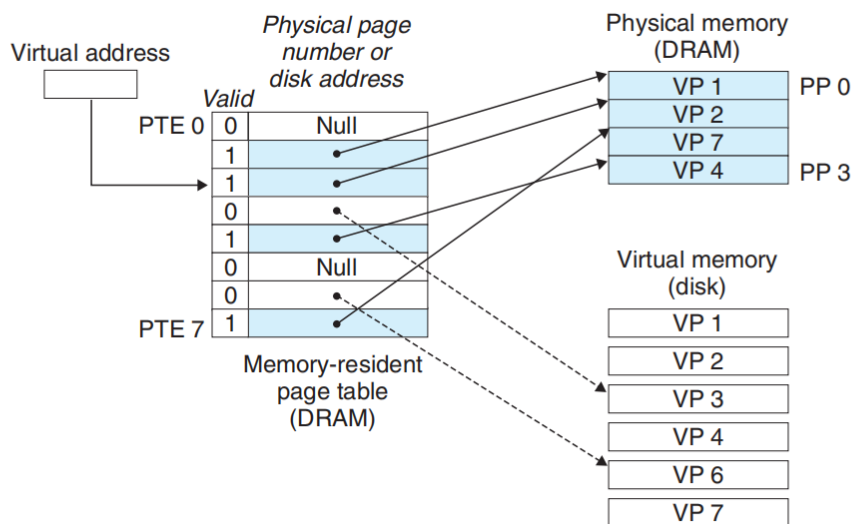 Virtual address
Physical page
number or
disk address
Valid
PTE 0
0
Null
1
1
0
1
0
Null
0
PTE 7
1
Memory-resident
page table
(DRAM)
Physical memory
(DRAM)
VP 1
PP 0
VP 2
VP 7
VP 4
PP 3
Virtual memory
(disk)
VP 1
VP 2
VP 3
VP 4
VP 6
VP 7